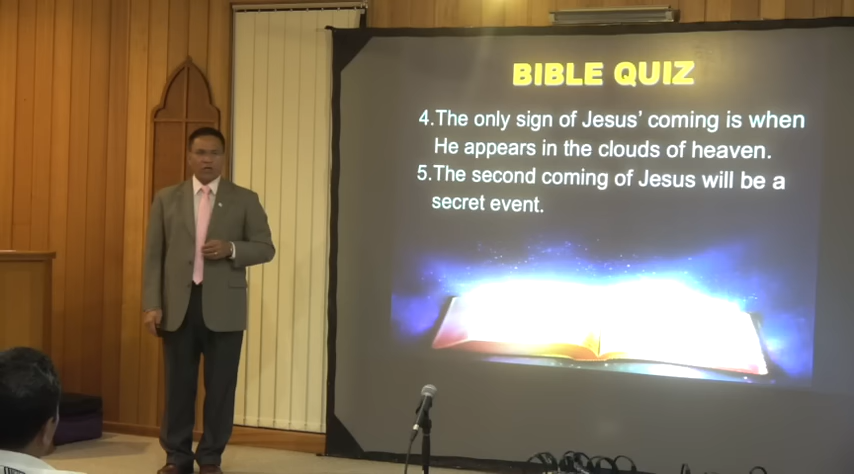 BIBLE QUIZ
4.The only sign of Jesus' coming is when
He appears in the clouds of heaven.
5.The second coming of Jesus will be a
secret event.